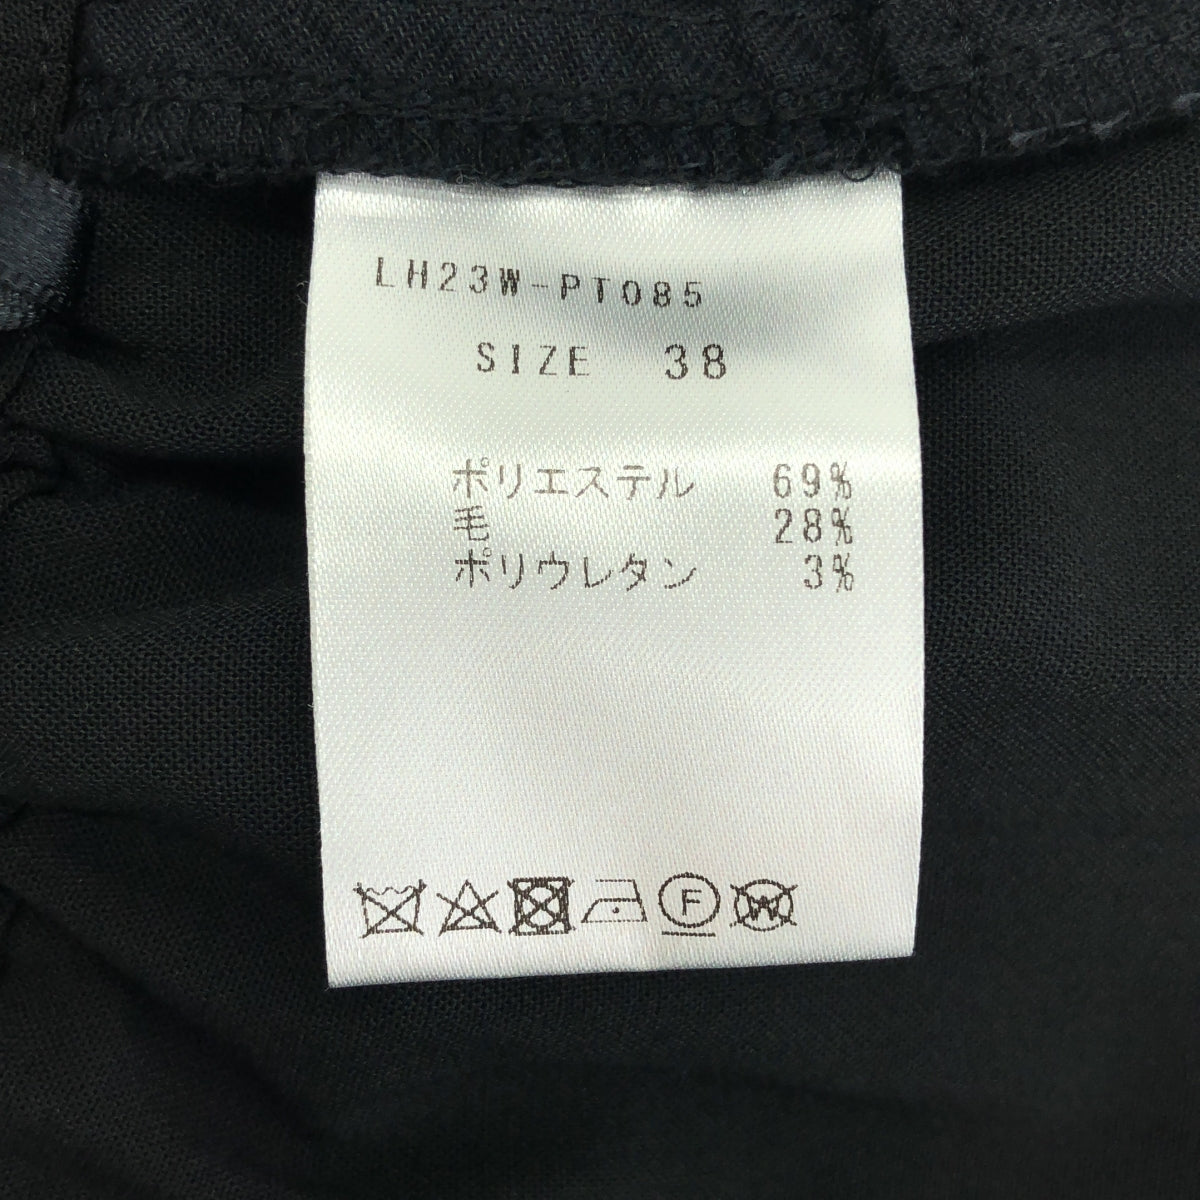 LH23W-PT085
SIZE 38
ポリエステル 69%
毛 28%
ポリウレタン 3%
F W